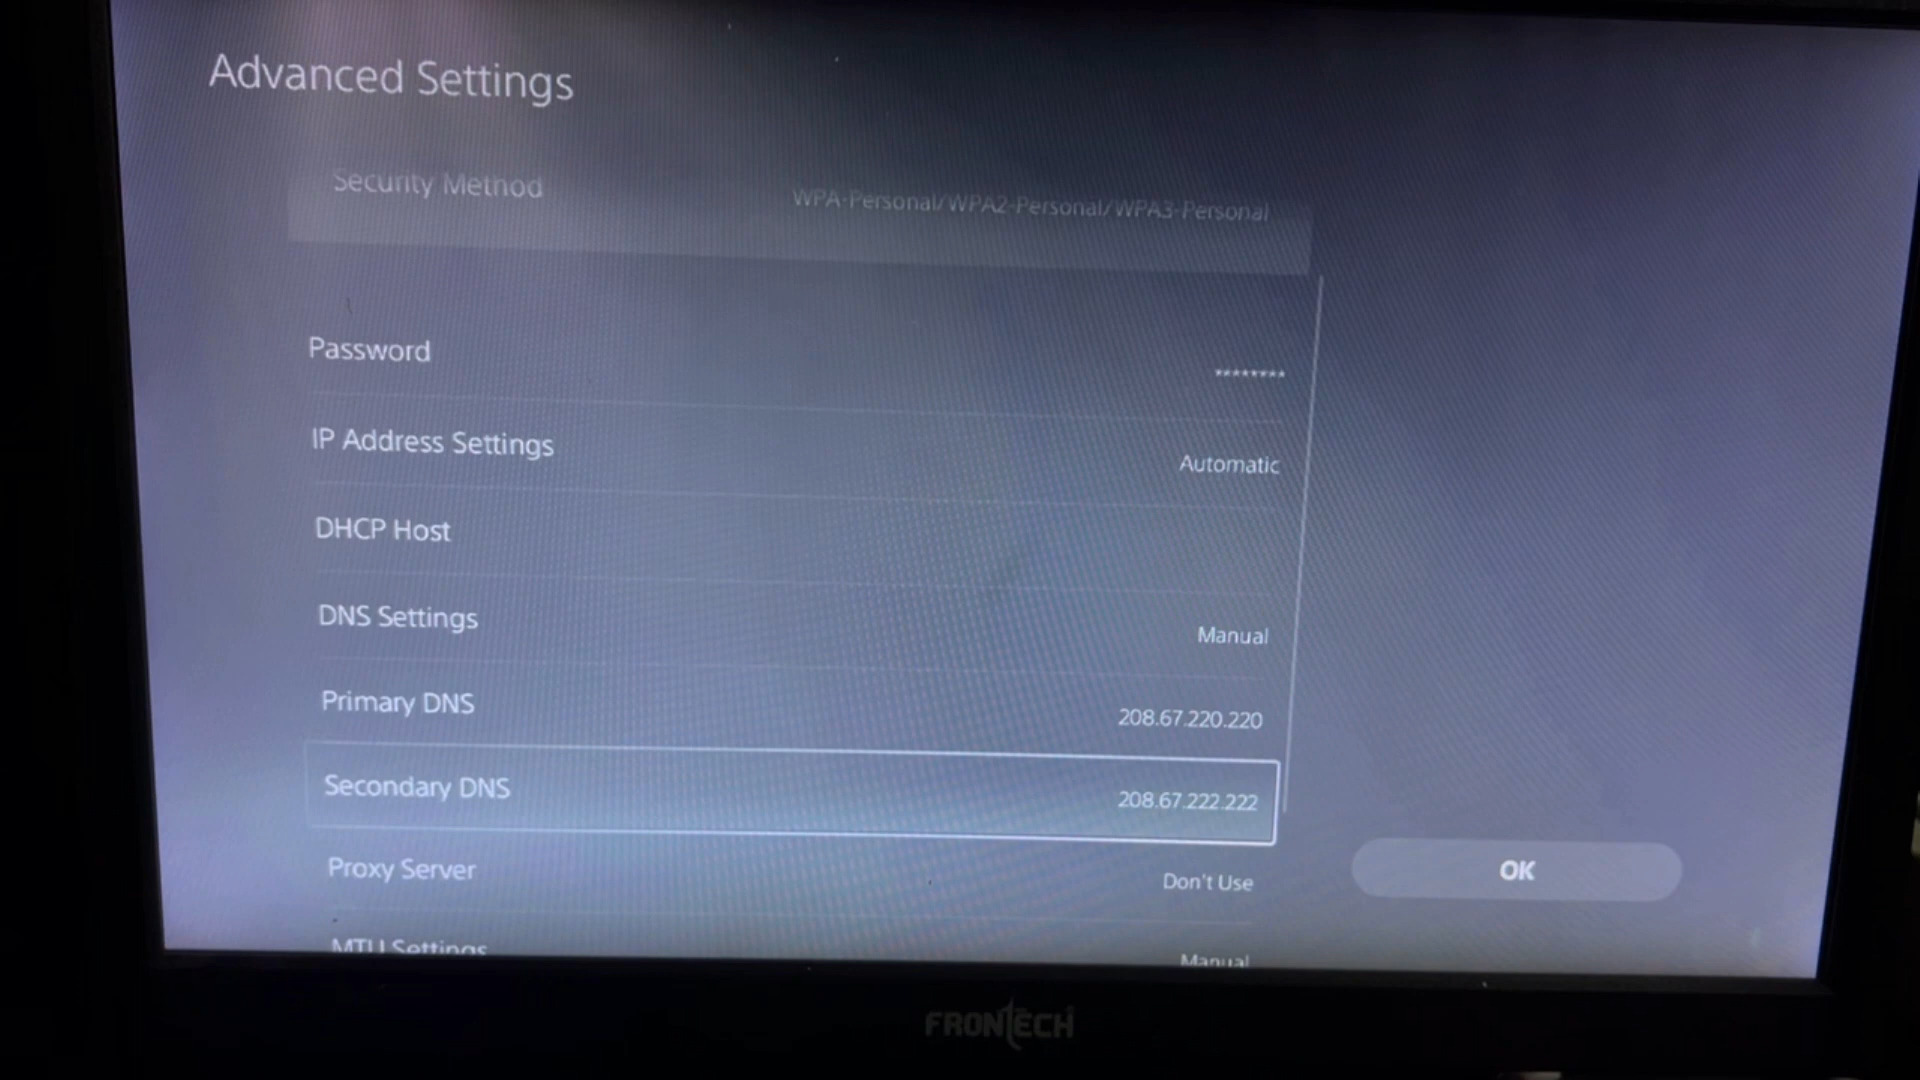 Advanced Settings
Security Method WPA-Personal/WPA2-Personal/WPA3-Personal
Password ********
IP Address Settings Automatic
DHCP Host
DNS Settings Manual
Primary DNS 208.67.220.220
Secondary DNS 208.67.222.222
Proxy Server Don't Use
OK
MTU Settings Manual
FRONTECH